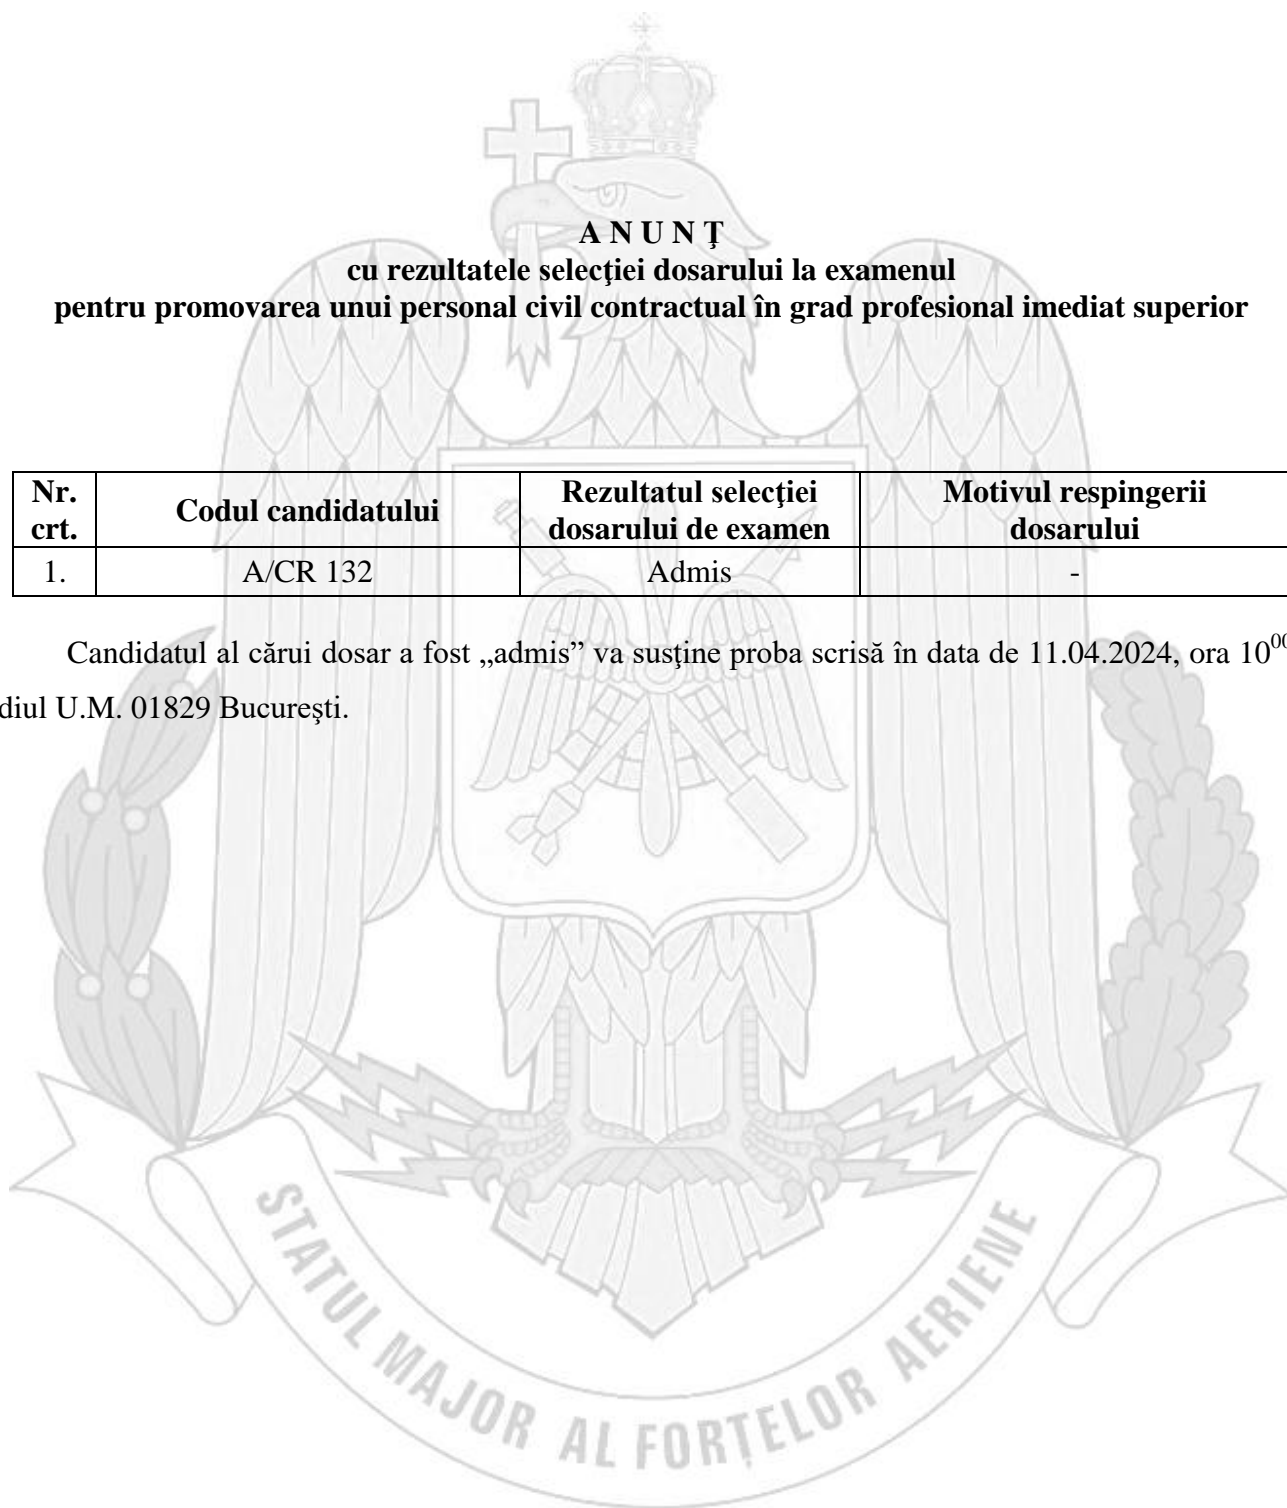 A N U N Ţ
cu rezultatele selecţiei dosarului la examenul
pentru promovarea unui personal civil contractual în grad profesional imediat superior
Nr. crt. Codul candidatului Rezultatul selecţiei dosarului de examen Motivul respingerii dosarului
1. A/CR 132 Admis -
Candidatul al cărui dosar a fost „admis” va susţine proba scrisă în data de 11.04.2024, ora 10⁰⁰
diul U.M. 01829 Bucureşti.
STATUL MAJOR AL FORȚELOR AERIENE